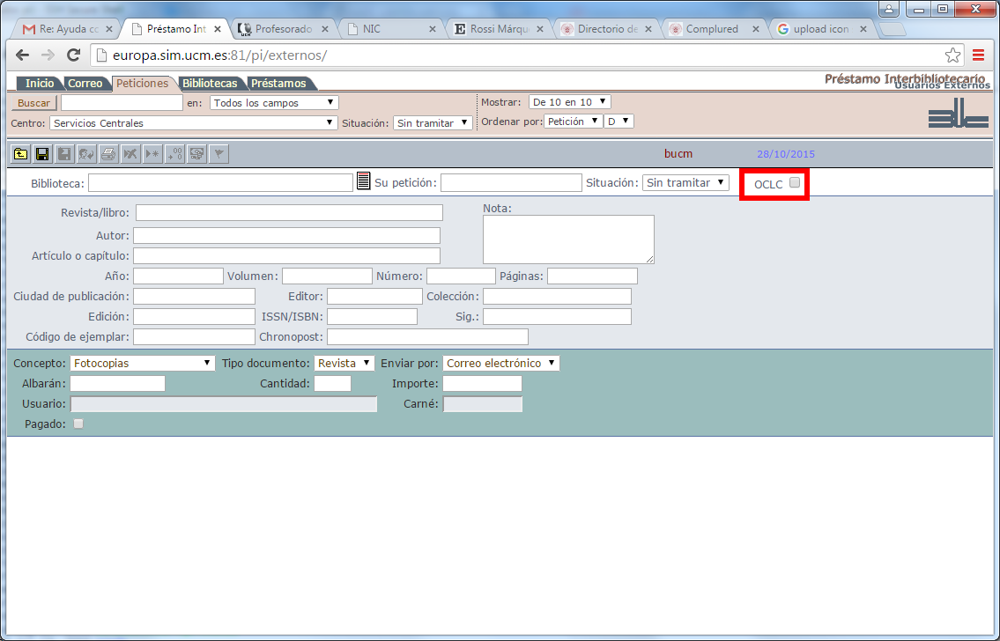 Re: Ayuda co
Préstamo Int
Profesorado
NIC
Rossi Márqu
Directorio de
Complured
upload icon
europa.sim.ucm.es:81/pi/externos/
Inicio Correo Peticiones Bibliotecas Préstamos
Préstamo Interbibliotecario
Usuarios Externos
Buscar en: Todos los campos Mostrar: De 10 en 10
Centro: Servicios Centrales Situación: Sin tramitar Ordenar por: Petición D
bucm 28/10/2015
Biblioteca: Su petición: Situación: Sin tramitar OCLC
Revista/libro: Nota:
Autor:
Artículo o capítulo:
Año: Volumen: Número: Páginas:
Ciudad de publicación: Editor: Colección:
Edición: ISSN/ISBN: Sig.:
Código de ejemplar: Chronopost:
Concepto: Fotocopias Tipo documento: Revista Enviar por: Correo electrónico
Albarán: Cantidad: Importe:
Usuario: Carné:
Pagado: